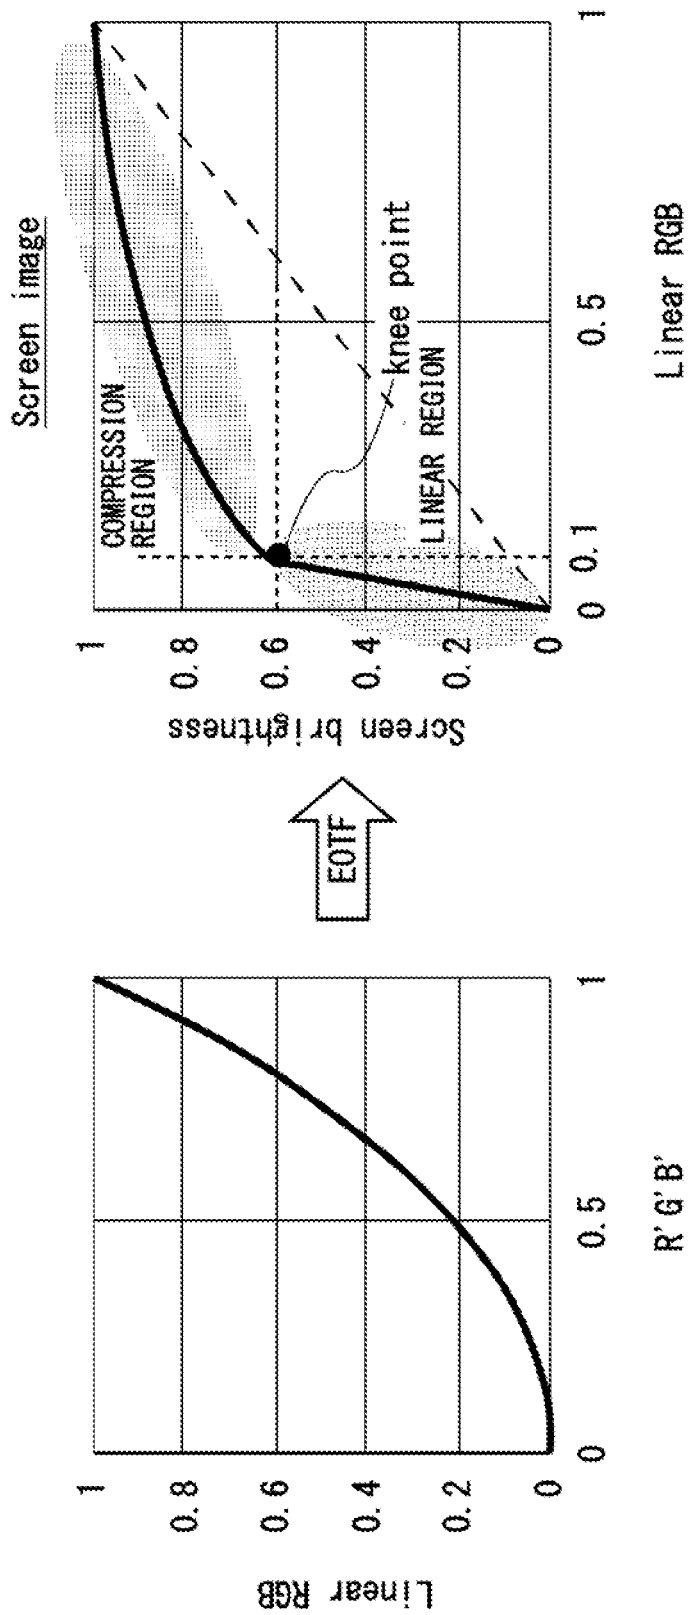 Linear RGB
1
0.8
0.6
0.4
0.2
0
0
0.5
1
R'G'B'
EOTF
Screen image
Screen brightness
1
0.8
0.6
0.4
0.2
0
COMPRESSION
REGION
knee point
LINEAR REGION
0
0.1
0.5
1
Linear RGB